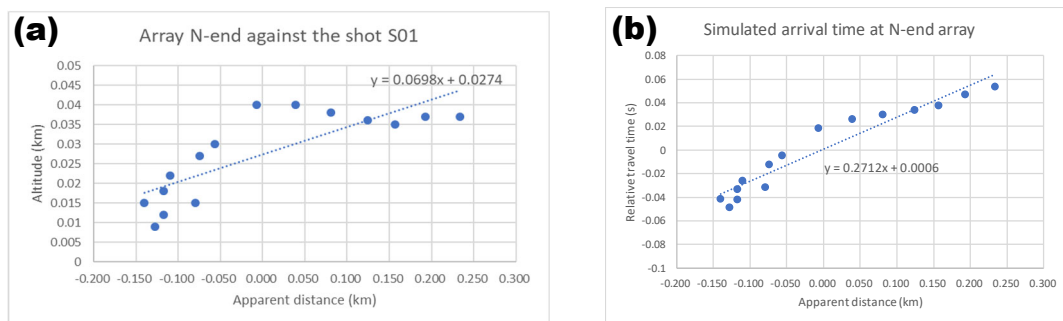 (a)
Array N-end against the shot S01
y = 0.0698x + 0.0274
Altitude (km)
0.05
0.045
0.04
0.035
0.03
0.025
0.02
0.015
0.01
0.005
0
-0.200 -0.150 -0.100 -0.050 0.000 0.050 0.100 0.150 0.200 0.250 0.300
Apparent distance (km)
(b)
Simulated arrival time at N-end array
Relative travel time (s)
0.08
0.06
0.04
0.02
0
-0.02
-0.04
-0.06
-0.08
-0.1
y = 0.2712x + 0.0006
-0.200 -0.150 -0.100 -0.050 0.000 0.050 0.100 0.150 0.200 0.250 0.300
Apparent distance (km)